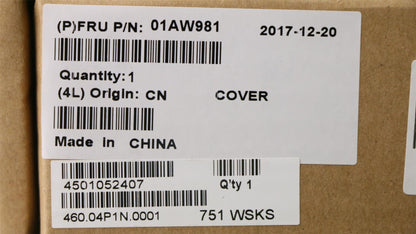 (P)FRU P/N: 01AW981 2017-12-20
Quantity:1
(4L) Origin: CN COVER
Made In CHINA
4501052407 Q'ty 1
460.04P1N.0001 751 WSKS